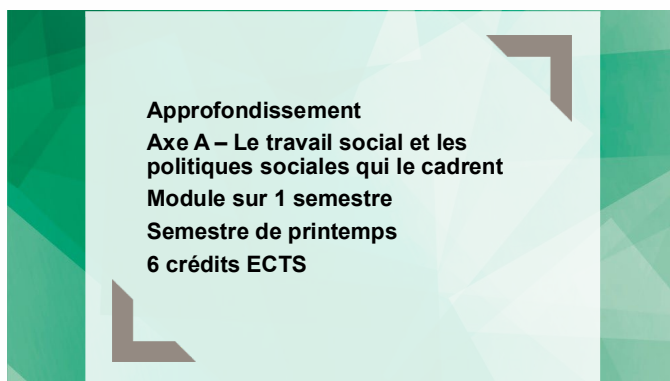 Approfondissement
Axe A – Le travail social et les
politiques sociales qui le cadrent
Module sur 1 semestre
Semestre de printemps
6 crédits ECTS